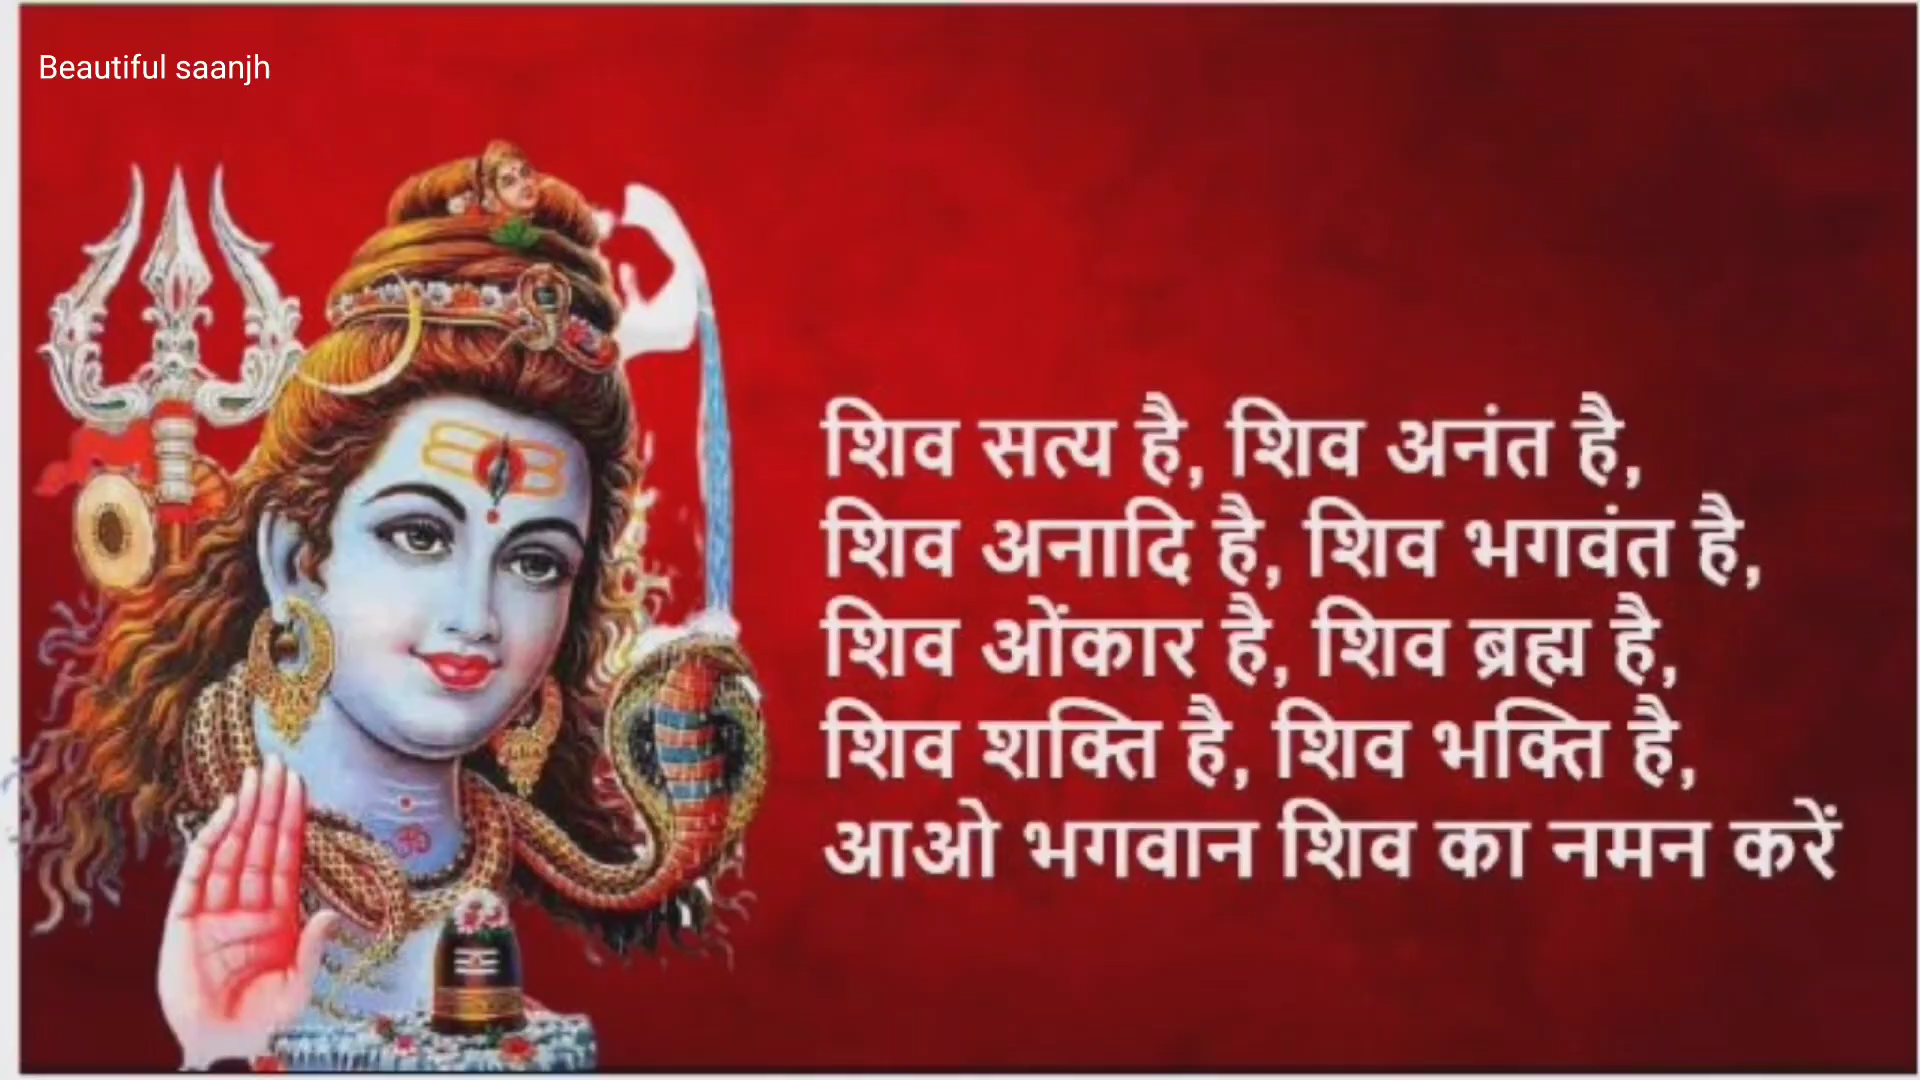 Beautiful saanjh
शिव सत्य है, शिव अनंत है,
शिव अनादि है, शिव भगवंत है,
शिव ओंकार है, शिव ब्रह्म है,
शिव शक्ति है, शिव भक्ति है,
आओ भगवान शिव का नमन करें